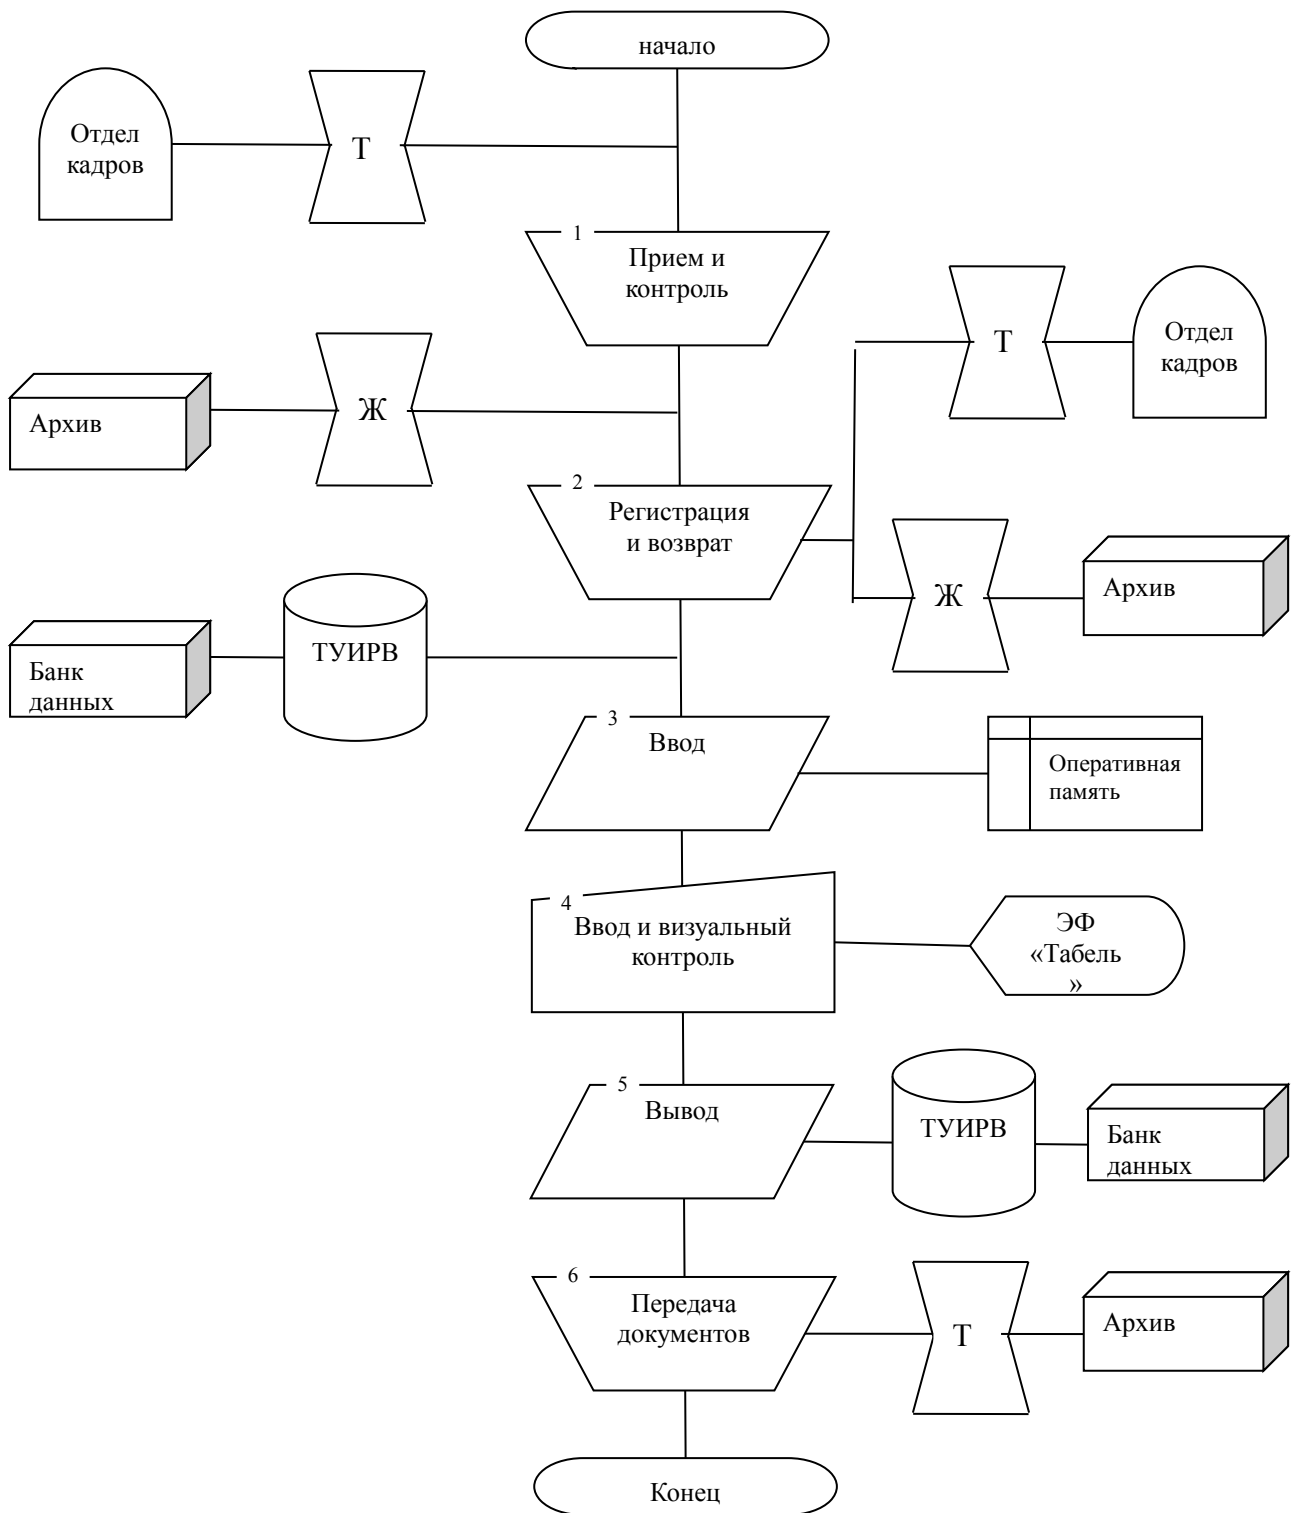 начало
Отдел
кадров
Т
1
Прием и
контроль
Т
Отдел
кадров
Архив
Ж
2
Регистрация
и возврат
Ж
Архив
Банк
данных
ТУИРВ
3
Ввод
Оперативная
память
4
Ввод и визуальный
контроль
ЭФ
«Табель
»
5
Вывод
ТУИРВ
Банк
данных
6
Передача
документов
Т
Архив
Конец